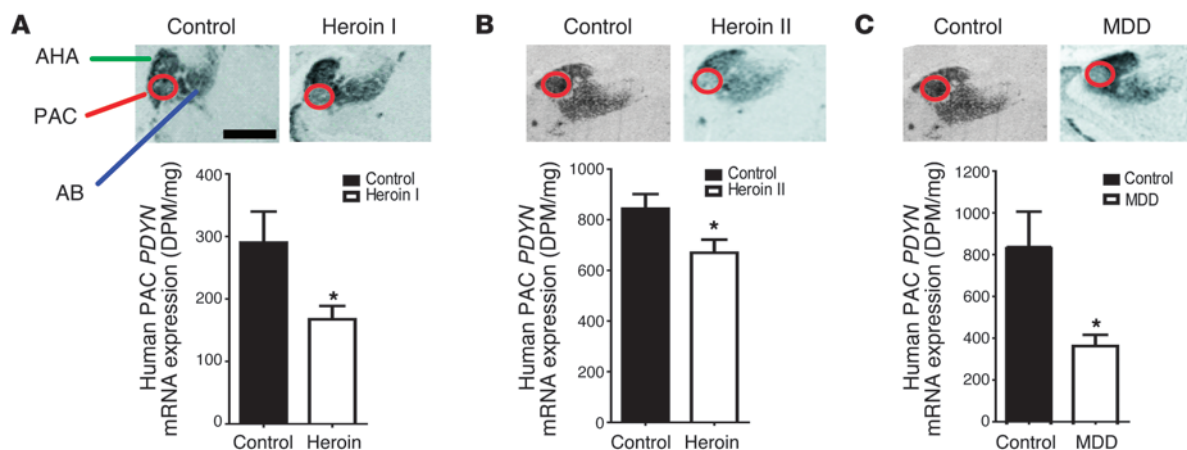 A
Control
Heroin I
AHA
PAC
AB
Human PAC PDYN
mRNA expression (DPM/mg)
400
300
200
100
0
Control
Heroin I
*
Control
Heroin
B
Control
Heroin II
Human PAC PDYN
mRNA expression (DPM/mg)
1000
800
600
400
200
0
Control
Heroin II
*
Control
Heroin
C
Control
MDD
Human PAC PDYN
mRNA expression (DPM/mg)
1200
1000
800
600
400
200
0
Control
MDD
*
Control
MDD